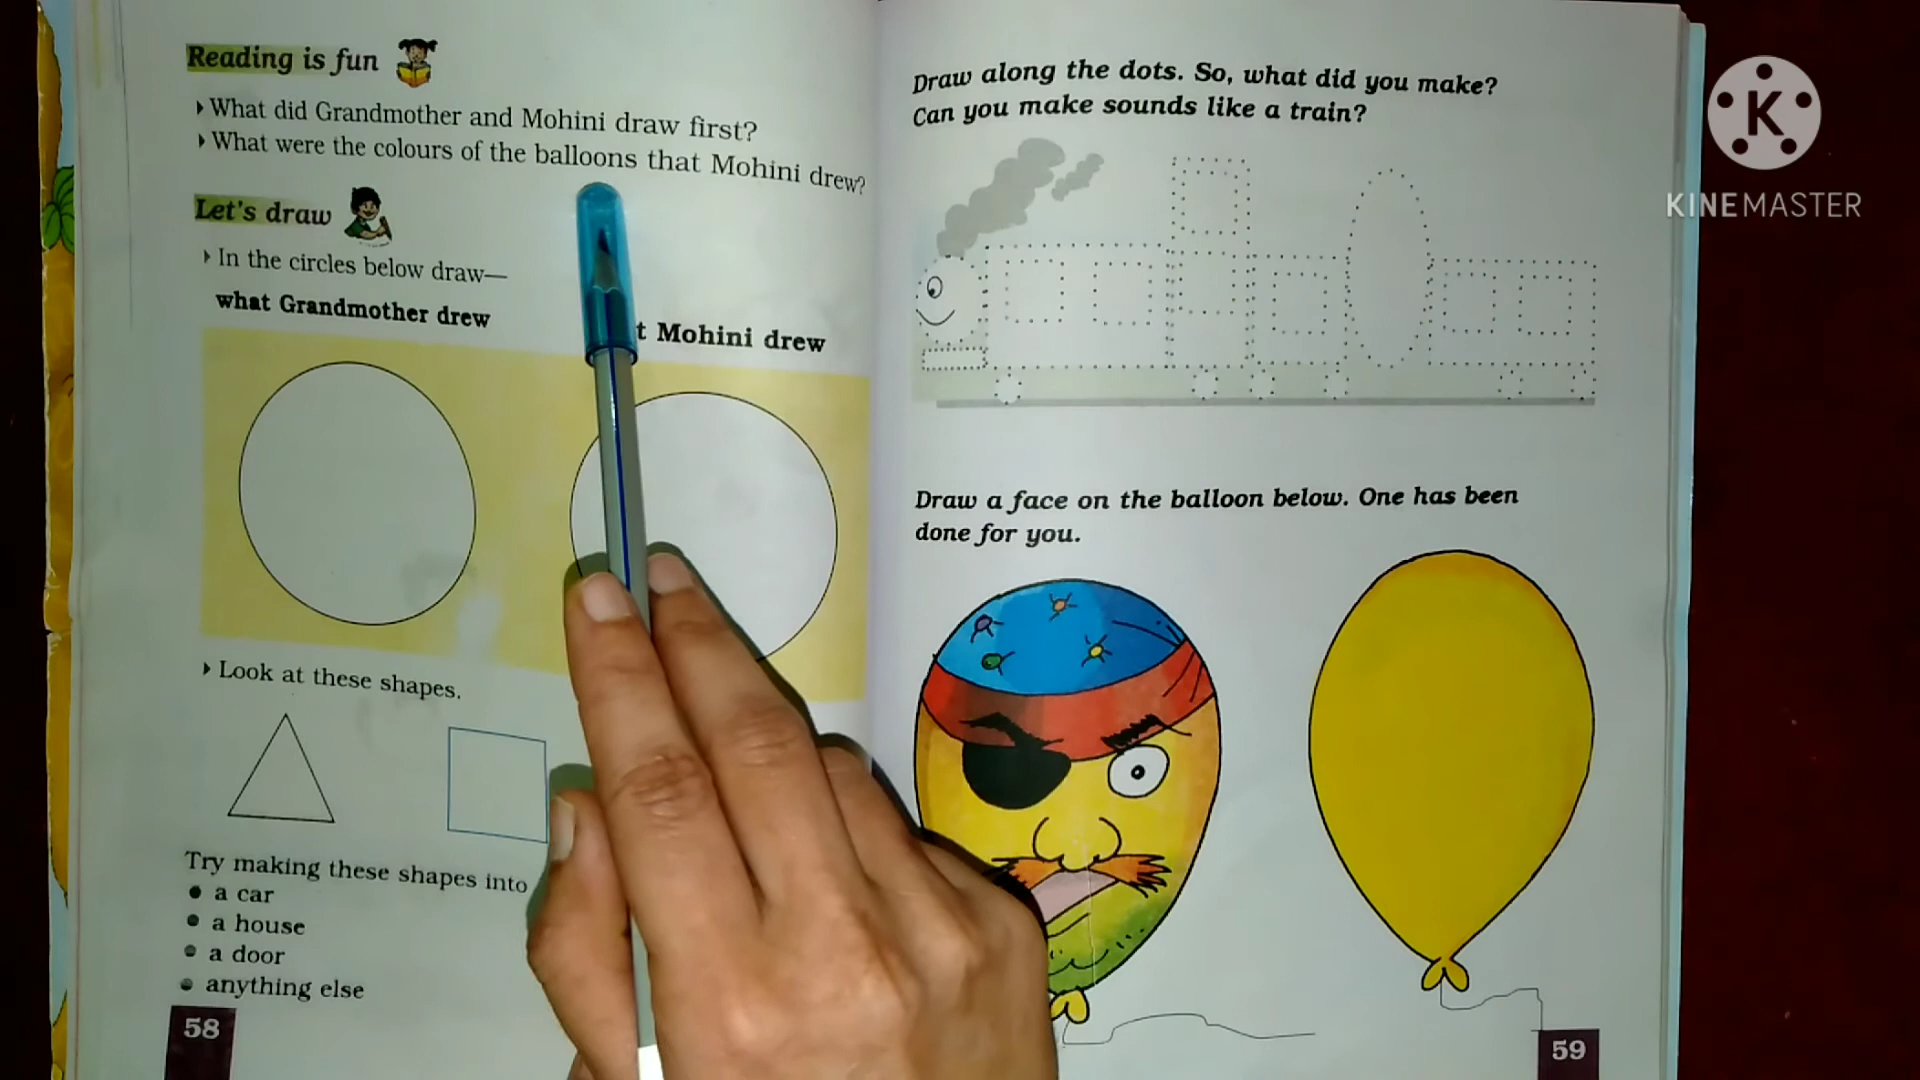 Reading is fun
What did Grandmother and Mohini draw first?
What were the colours of the balloons that Mohini drew?
Let's draw
In the circles below draw—
what Grandmother drew
t Mohini drew
Look at these shapes.
Try making these shapes into
a car
a house
a door
anything else
58
Draw along the dots. So, what did you make?
Can you make sounds like a train?
Draw a face on the balloon below. One has been
done for you.
59
K
KINEMASTER